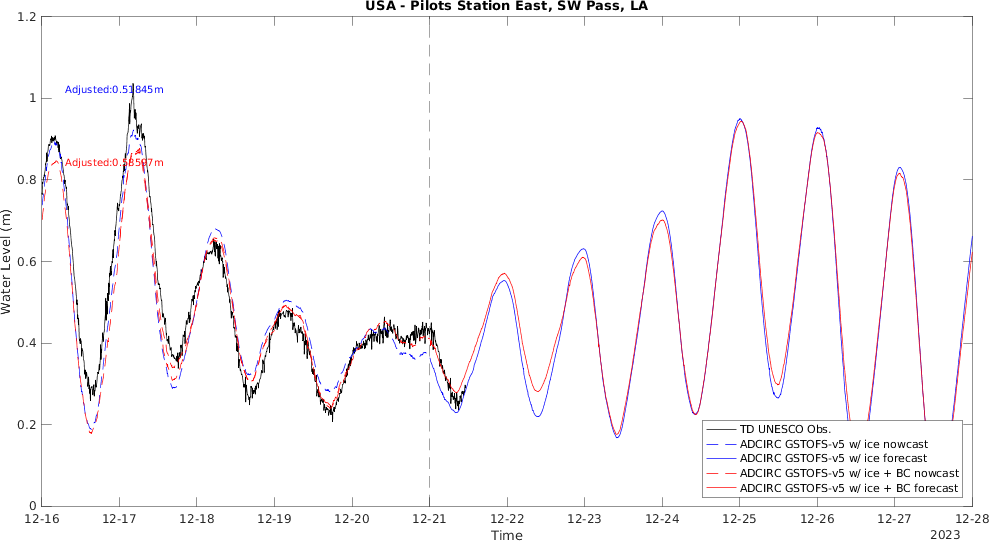 USA - Pilots Station East, SW Pass, LA
1.2
1
0.8
0.6
0.4
0.2
0
Water Level (m)
Adjusted:0.51845m
12-16
12-17
12-18
12-19
12-20
12-21
12-22
12-23
12-24
12-25
12-26
12-27
12-28
Time
2023
TD UNESCO Obs.
ADCIRC GSTOFS-v5 w/ ice nowcast
ADCIRC GSTOFS-v5 w/ ice forecast
ADCIRC GSTOFS-v5 w/ ice + BC nowcast
ADCIRC GSTOFS-v5 w/ ice + BC forecast